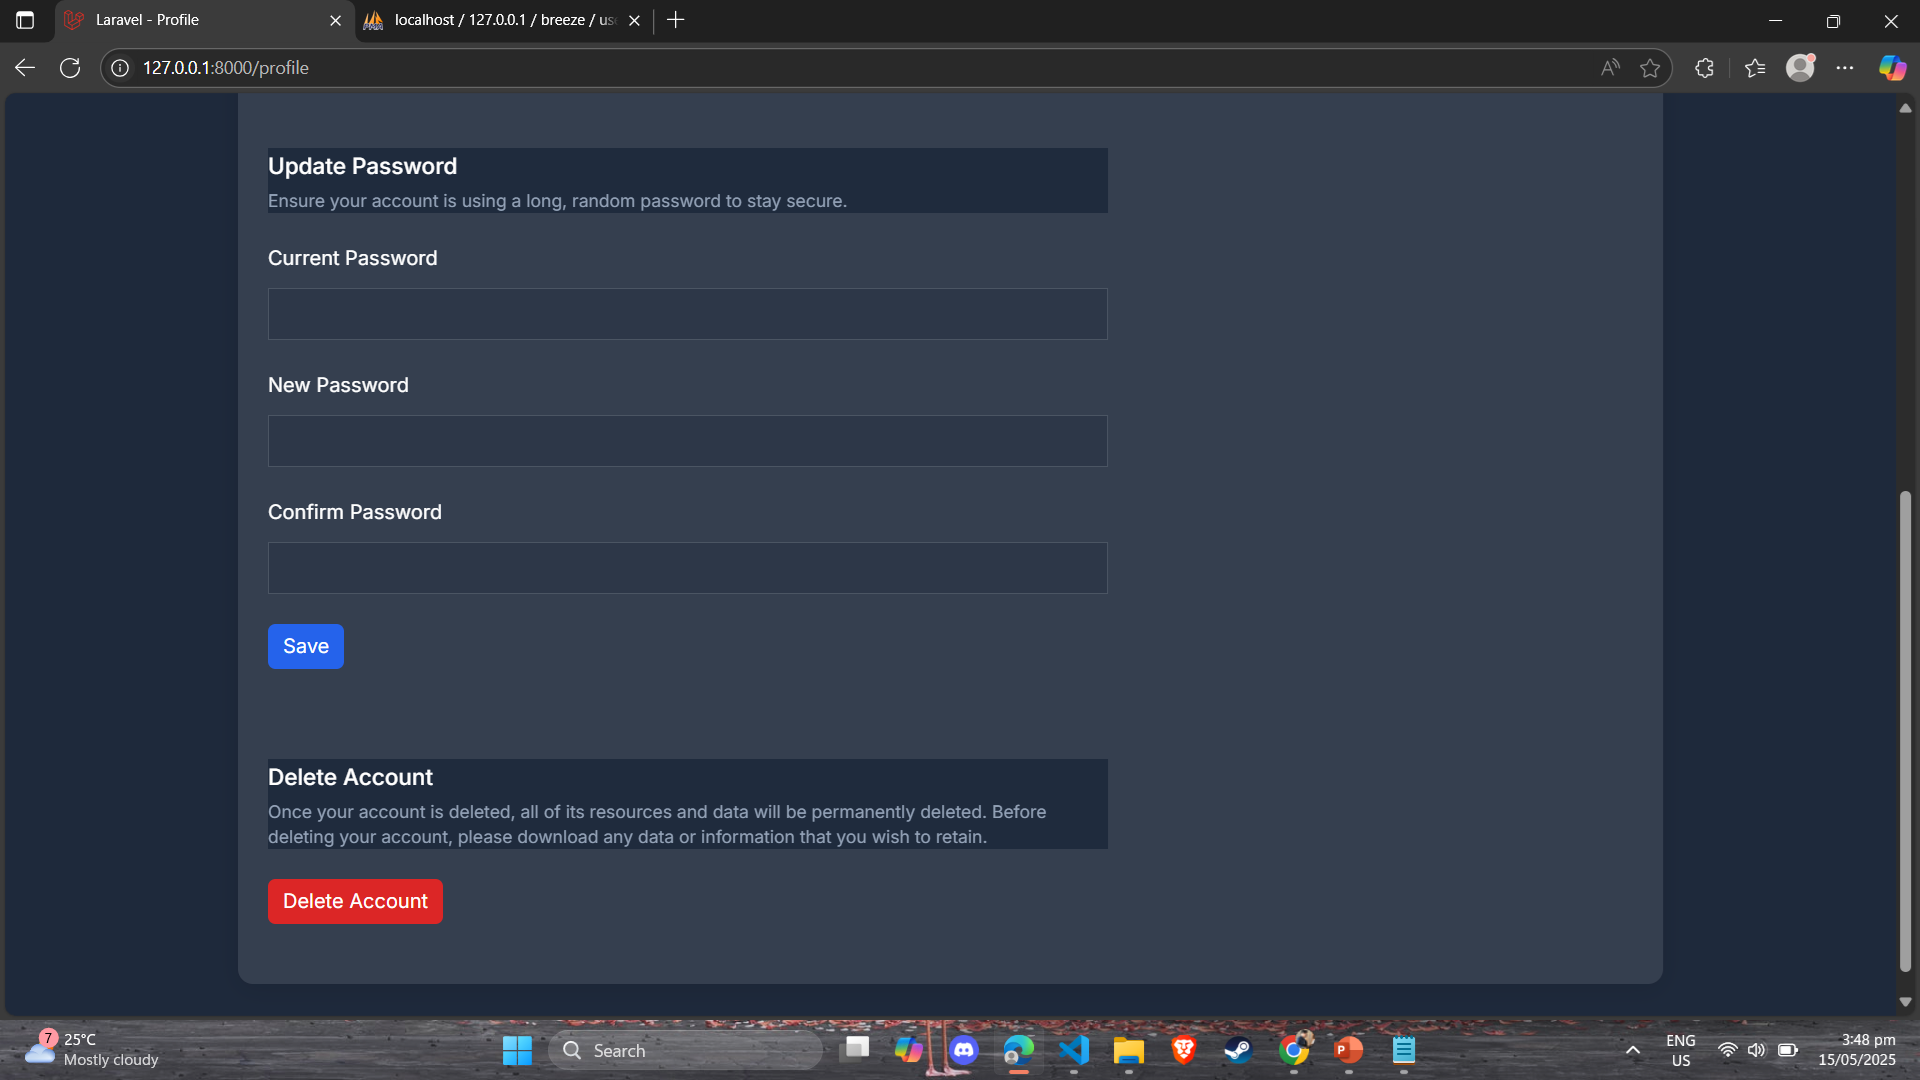 Laravel - Profile
localhost / 127.0.0.1 / breeze / us
127.0.0.1:8000/profile
Update Password
Ensure your account is using a long, random password to stay secure.
Current Password
New Password
Confirm Password
Save
Delete Account
Once your account is deleted, all of its resources and data will be permanently deleted. Before
deleting your account, please download any data or information that you wish to retain.
Delete Account
7
25°C
Mostly cloudy
Search
ENG
US
3:48 pm
15/05/2025